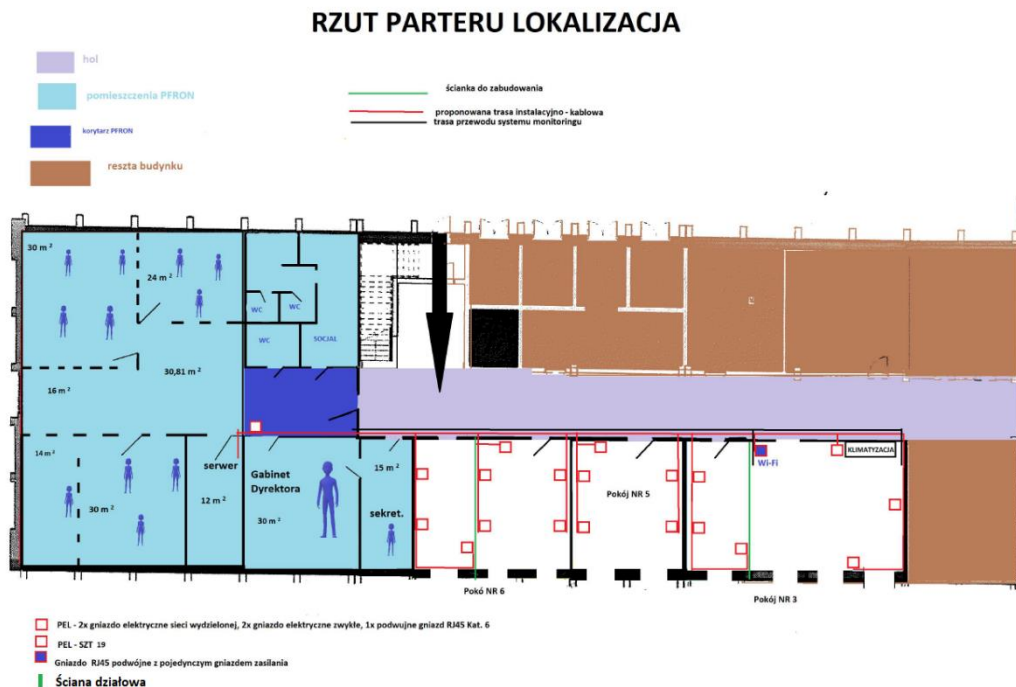 RZUT PARTERU LOKALIZACJA
hol
pomieszczenia PFRON
korytarz PFRON
reszta budynku
ścianka do zabudowania
proponowana trasa instalacyjno - kablowa
trasa przewodu systemu monitoringu
30 m ²
24 m ²
WC
WC
WC
SOCJAL
30,81 m ²
16 m ²
14 m ²
30 m ²
serwer
12 m ²
Gabinet
Dyrektora
30 m ²
15 m ²
sekret.
Pokój NR 5
Wi-Fi
KLIMATYZACJA
Pokó NR 6
Pokój NR 3
PEL - 2x gniazdo elektryczne sieci wydzielonej, 2x gniazdo elektryczne zwykłe, 1x podwujne gniazd RJ45 Kat. 6
PEL - SZT 19
Gniazdo RJ45 podwójne z pojedynczym gniazdem zasilania
Ściana działowa